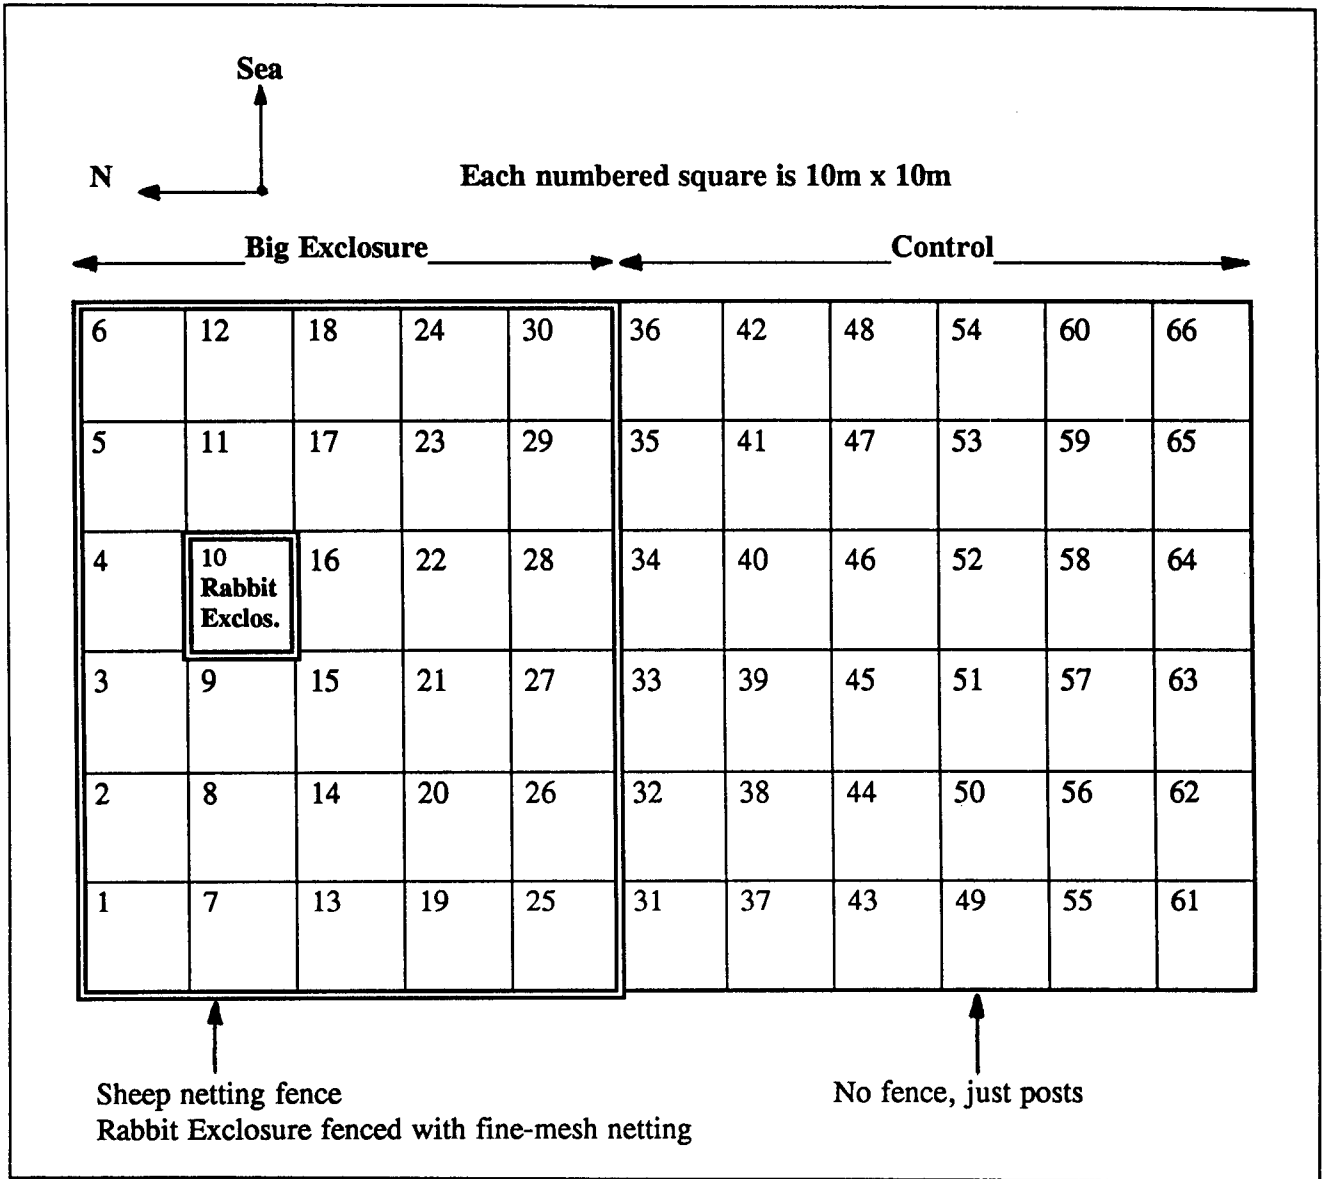 Sea
N
Each numbered square is 10m x 10m
Big Exclosure
Control
6 12 18 24 30 36 42 48 54 60 66
5 11 17 23 29 35 41 47 53 59 65
4 10 16 22 28 34 40 46 52 58 64
Rabbit
Exclos.
3 9 15 21 27 33 39 45 51 57 63
2 8 14 20 26 32 38 44 50 56 62
1 7 13 19 25 31 37 43 49 55 61
Sheep netting fence
Rabbit Exclosure fenced with fine-mesh netting
No fence, just posts